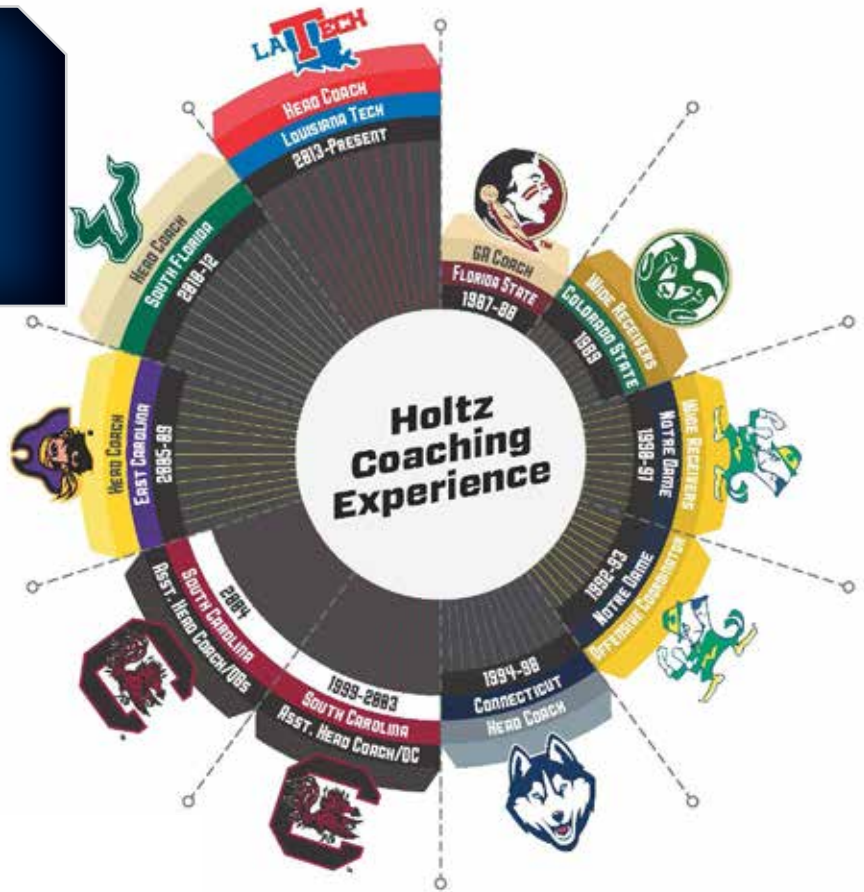 Holtz
Coaching
Experience
GA Coach
Florida State
1987-88
Wide Receivers
Colorado State
1989
Wide Receivers
Notre Dame
1990-91
Offensive Coordinator
Notre Dame
1992-93
1994-98
Connecticut
Head Coach
1999-2003
South Carolina
Asst. Head Coach/OC
2004
South Carolina
Asst. Head Coach/QBs
Head Coach
East Carolina
2005-09
Head Coach
South Florida
2010-12
LA TECH
Head Coach
Louisiana Tech
2013-Present